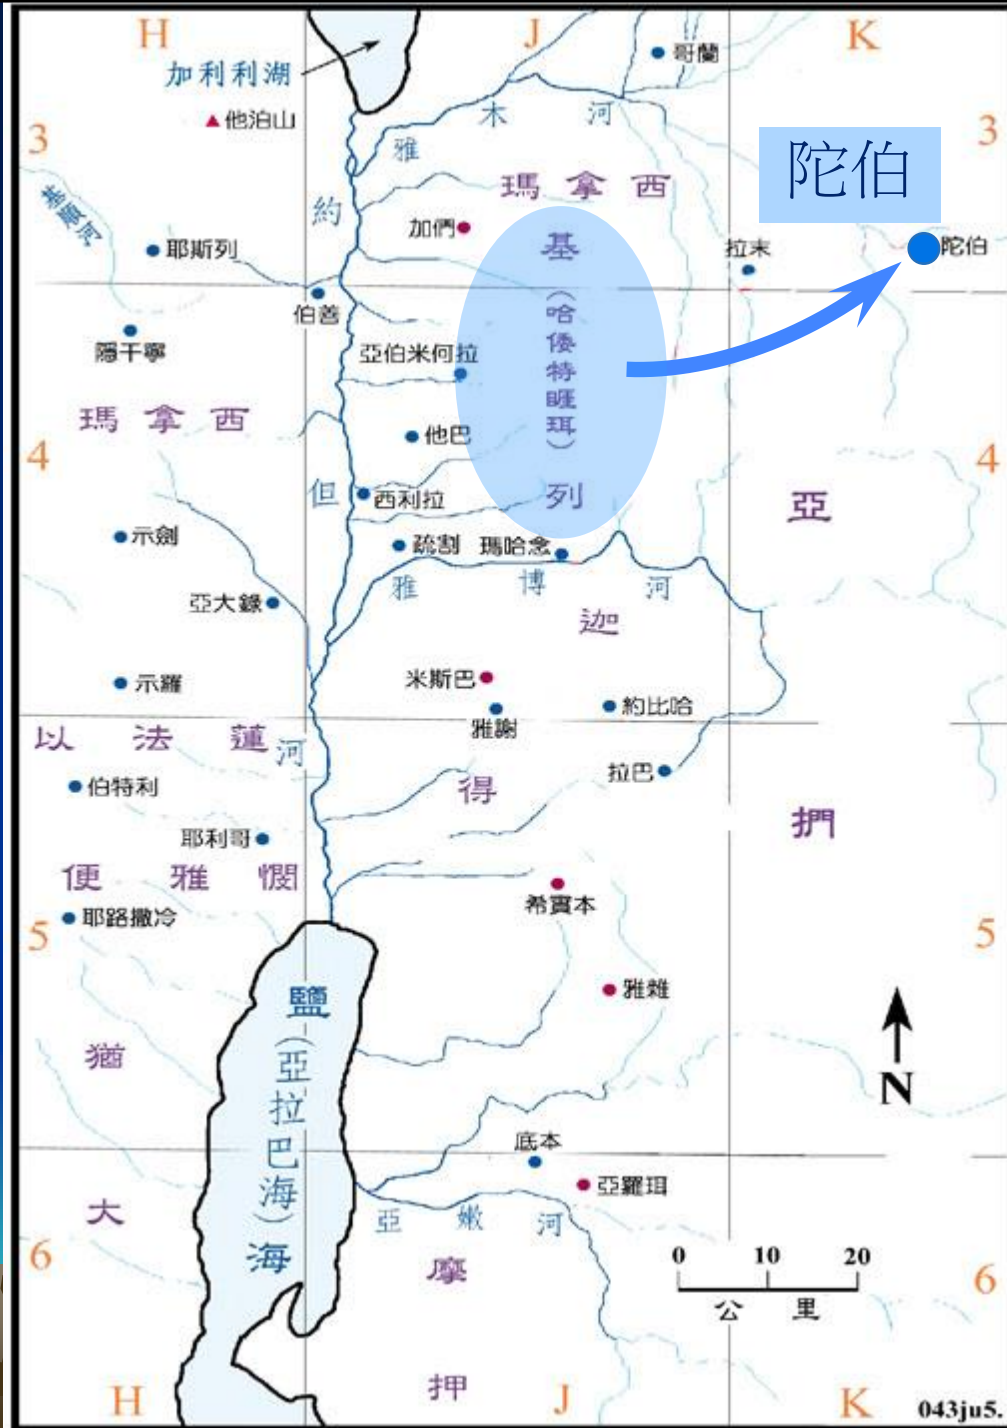 H J K
哥蘭
加利利湖
他泊山
木
河
雅
3 3
陀伯
瑪拿西
基順河
約
加們
基
拉末
陀伯
耶斯列
伯善
(哈倭特睚珥)
隱干寧
亞伯米何拉
瑪拿西
他巴
4 4
但
西利拉
列
亞
示劍
疏割
瑪哈念
雅博河
亞大錄
迦
示羅
米斯巴
約比哈
雅謝
以法蓮
河
拉巴
伯特利
得
捫
耶利哥
便雅憫
希實本
耶路撒冷
5 5
雅雜
鹽
猶
(亞拉巴海)
N
底本
亞羅珥
大
亞嫩河
海
6 6
摩
0 10 20
公里
押
H J K
043ju5.